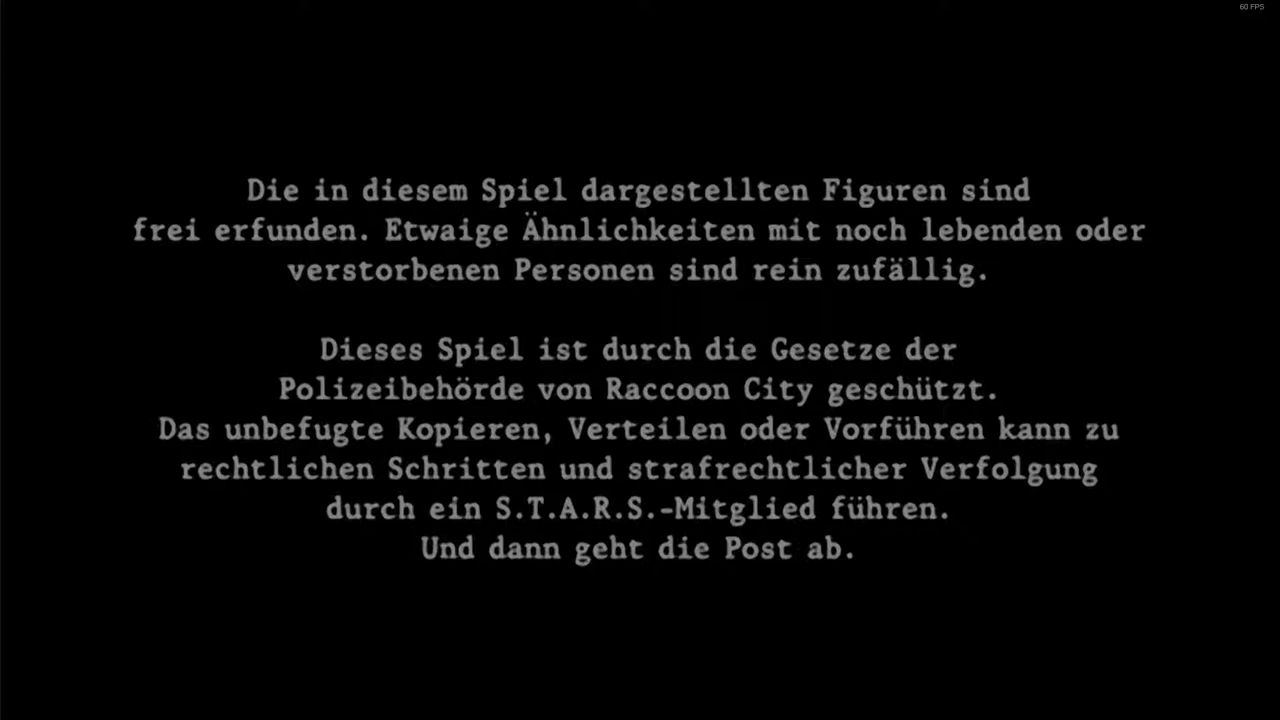 60 FPS
Die in diesem Spiel dargestellten Figuren sind
frei erfunden. Etwaige Ähnlichkeiten mit noch lebenden oder
verstorbenen Personen sind rein zufällig.
Dieses Spiel ist durch die Gesetze der
Polizeibehörde von Raccoon City geschützt.
Das unbefugte Kopieren, Verteilen oder Vorführen kann zu
rechtlichen Schritten und strafrechtlicher Verfolgung
durch ein S.T.A.R.S.-Mitglied führen.
Und dann geht die Post ab.